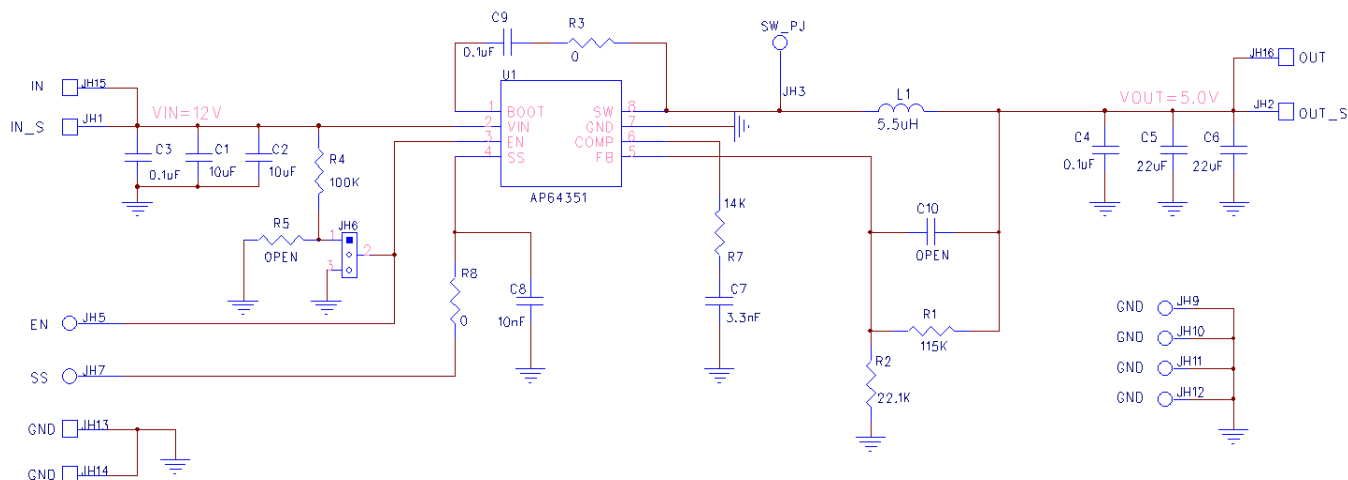 C9
R3
SW_PJ
0.1uF
0
U1
IN
JH15
JH16
OUT
VIN=12V
1
BOOT
SW
8
JH3
L1
VOUT=5.0V
JH2
OUT_S
IN_S
JH1
2
VIN
GND
7
5.5uH
3
EN
COMP
6
4
SS
FB
5
C3
0.1uF
C1
10uF
C2
10uF
R4
100K
C4
0.1uF
C5
22uF
C6
22uF
AP64351
14K
R7
C10
OPEN
R5
OPEN
JH6
1
2
3
R8
0
C8
10nF
C7
3.3nF
R1
115K
R2
22.1K
EN
JH5
SS
JH7
GND
JH9
GND
JH10
GND
JH11
GND
JH12
GND
JH13
GND
JH14